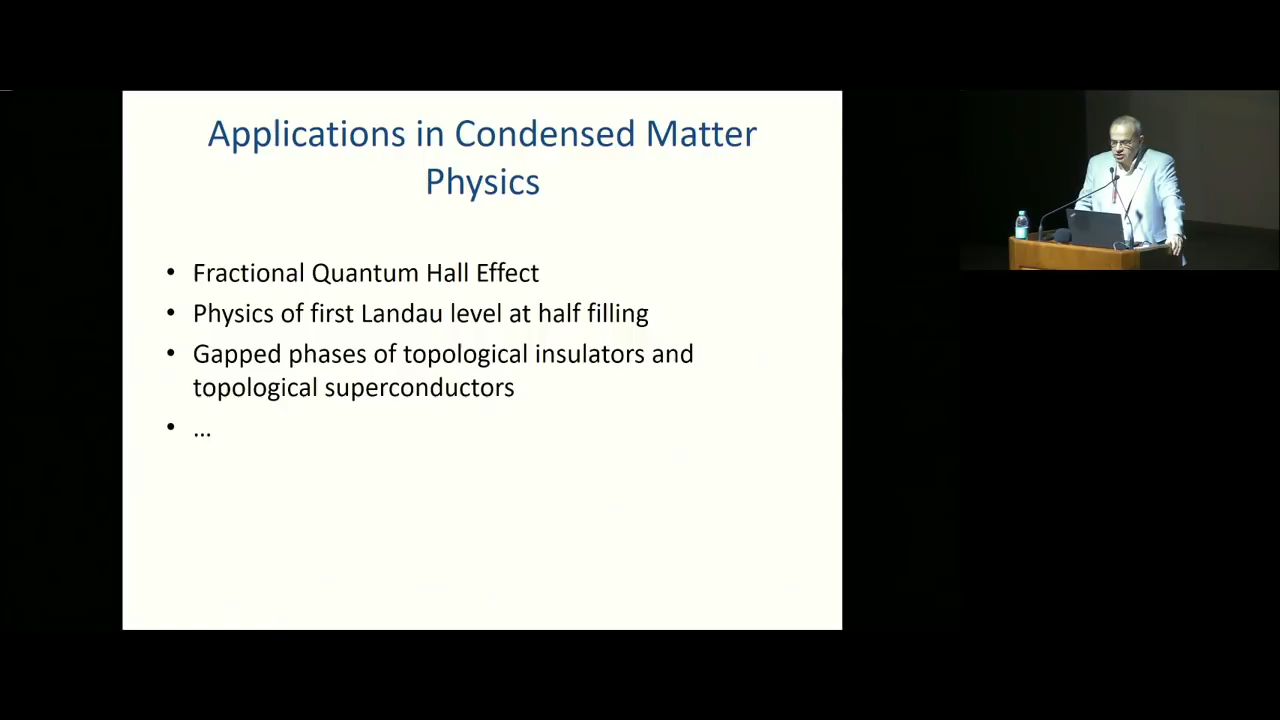 Applications in Condensed Matter
Physics
• Fractional Quantum Hall Effect
• Physics of first Landau level at half filling
• Gapped phases of topological insulators and
topological superconductors
• ...